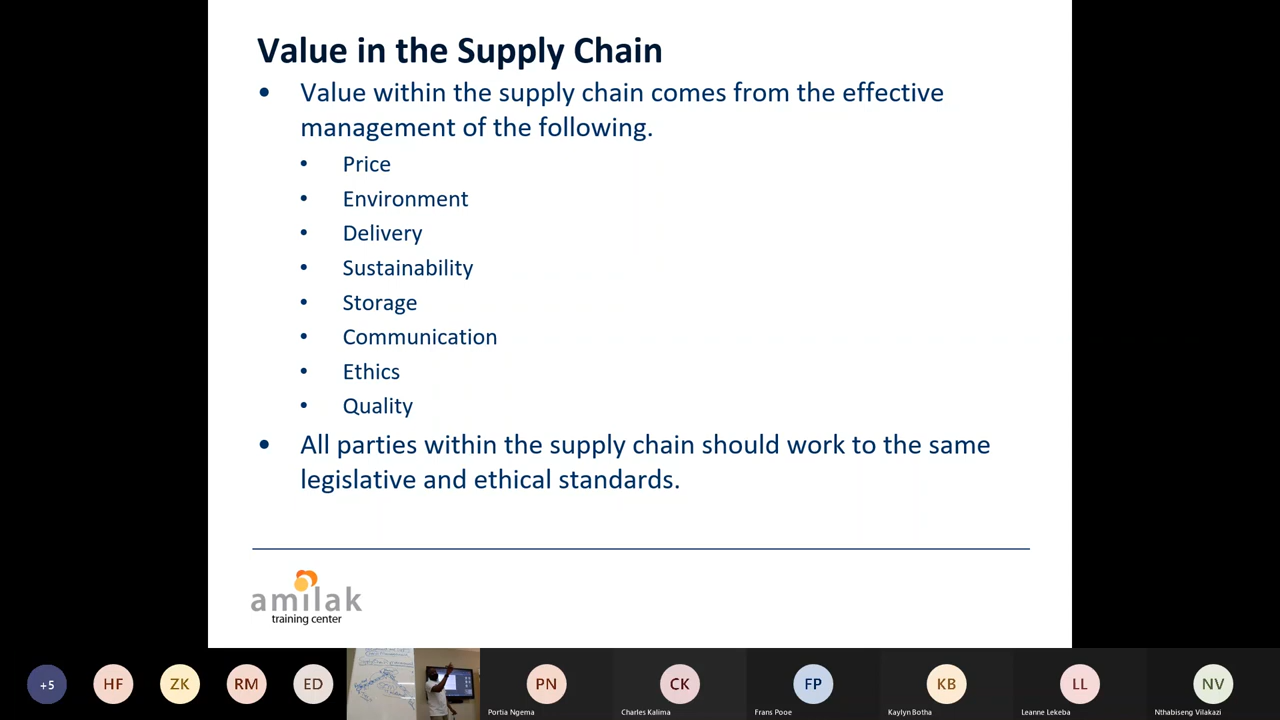 Value in the Supply Chain
• Value within the supply chain comes from the effective
management of the following.
• Price
• Environment
• Delivery
• Sustainability
• Storage
• Communication
• Ethics
• Quality
• All parties within the supply chain should work to the same
legislative and ethical standards.
amilak
training center
+5
HF
ZK
RM
ED
PN
CK
FP
KB
LL
NV
Portia Ngema
Charles Kalima
Frans Pooe
Kaylyn Botha
Leanne Lekeba
Nthabiseng Vilakazi